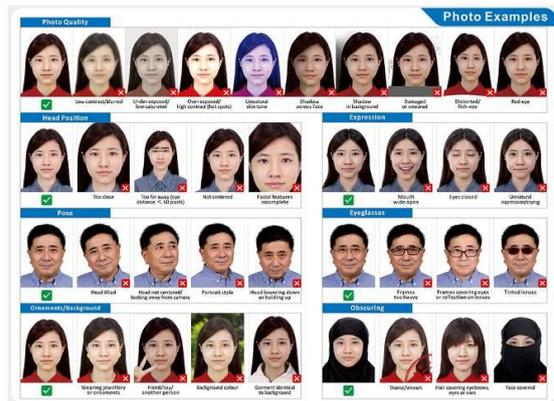 Photo Examples
Photo Quality
Low contrast/blurred
Under-exposed/
low-saturated
Over-exposed/
high contrast (hot spots)
Unnatural
skin tone
Shadow
across face
Shadow
in background
Damaged
or smeared
Distorted/
fish-eye
Red-eye
Head Position
Too close
Too far away (eye
distance < 60 pixels)
Not centered
Facial features
incomplete
Expression
Mouth
wide open
Eyes closed
Unnatural
expression/crying
Pose
Head tilted
Head not centered/
looking away from camera
Portrait style
Head lowering down
or holding up
Eyeglasses
Frames
too heavy
Frames covering eyes
or reflection on lenses
Tinted lenses
Ornaments/Background
Wearing jewellery
or ornaments
Hand/toy/
another person
Background colour
Garment identical
to background
Obscuring
Stamp/smears
Hair covering eyebrows,
eyes or ears
Face covered